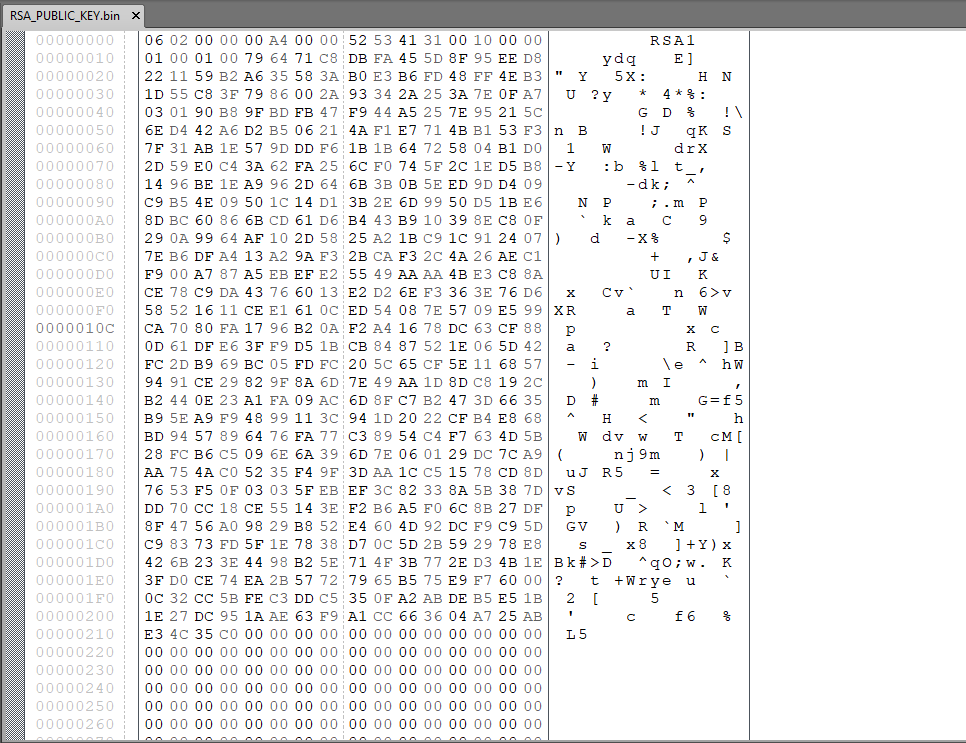 RSA_PUBLIC_KEY.bin ✕
00000000 06 02 00 00 00 A4 00 00 52 53 41 31 00 10 00 00 RSA1
00000010 01 00 01 00 79 64 71 C8 DB FA 45 5D 8F 95 EE D8 ydq E]
00000020 22 11 59 B2 A6 35 58 3A B0 E3 B6 FD 48 FF 4E B3 " Y 5X: H N
00000030 1D 55 C8 3F 79 86 00 2A 93 34 2A 25 3A 7E 0F A7 U ?y * 4*%:
00000040 03 01 90 B8 9F BD FB 47 F9 44 A5 25 7E 95 21 5C G D % !\
00000050 6E D4 42 A6 D2 B5 06 21 4A F1 E7 71 4B B1 53 F3 n B !J qK S
00000060 7F 31 AB 1E 57 9D DD F6 1B 1B 64 72 58 04 B1 D0 1 W drX
00000070 2D 59 E0 C4 3A 62 FA 25 6C CF 07 45 F2 C1 ED 5B 8 -Y :b %l t_,
00000080 14 96 BE 1E A9 96 2D 64 6B 3B 0B 5E ED 9D D4 09 -dk; ^
00000090 C9 B5 4E 09 50 1C 14 D1 3B 2E 6D 99 50 D5 1B E6 N P ;.m P
000000A0 8D BC 60 86 6B CD 61 D6 B4 43 B9 10 39 8E C8 0F ` k a C 9
000000B0 29 0A 99 64 AF 10 2D 58 25 A2 1B C9 1C 91 24 07 ) d -X% $
000000C0 7E B6 DF A4 13 A2 9A F3 2B CA F3 2C 4A 26 AE C1 + ,J&
000000D0 F9 00 A7 87 A5 EB EF E2 55 49 AA AA 4B E3 C8 8A UI K
000000E0 CE 78 C9 DA 43 76 60 13 E2 D2 6E F3 36 3E 76 D6 x Cv` n 6>v
000000F0 58 52 16 11 CE E1 61 0C ED 54 08 7E 57 09 E5 99 XR a T W
0000010C CA 70 80 FA 17 96 B2 0A F2 A4 16 78 DC 63 CF 88 p x c
00000110 0D 61 DF E6 3F F9 D5 1B CB 84 87 52 1E 06 5D 42 a ? R ]B
00000120 FC 2D B9 69 BC 05 FD FC 20 5C 65 CF 5E 11 68 57 - i \e ^ hW
00000130 94 91 CE 29 82 9F 8A 6D 7E 49 AA 1D 8D C8 19 2C ) m I ,
00000140 B2 44 0E 23 A1 FA 09 AC 6D 8F C7 B2 47 3D 66 35 D # m G=f5
00000150 B9 5E A9 F9 48 99 11 3C 94 1D 20 22 CF B4 E8 68 ^ H < " h
00000160 BD 94 57 89 64 76 FA 77 C3 89 54 C4 F7 63 4D 5B W dv w T cM[
00000170 28 FC B6 C5 09 6E 6A 39 6D 7E 06 01 29 DC 7C A9 ( nj9m ) |
00000180 AA 75 4A C0 52 35 F4 9F 3D AA 1C C5 15 78 CD 8D uJ R5 = x
00000190 76 53 F5 0F 03 03 5F EB EF 3C 82 33 8A 5B 38 7D vS _ < 3 [8
000001A0 DD 70 CC 18 CE 55 14 3E F2 B6 A5 F0 6C 8B 27 DF p U > l '
000001B0 8F 47 56 A0 98 29 B8 52 E4 60 4D 92 DC F9 C9 5D GV ) R `M ]
000001C0 C9 83 73 FD 5F 1E 78 38 D7 0C 5D 2B 59 29 78 E8 s _ x8 ]+Y)x
000001D0 42 6B 23 3E 44 98 B2 5E 71 4F 3B 77 2E D3 4B 1E Bk#>D ^qO;w. K
000001E0 3F D0 CE 74 EA 2B 57 72 79 65 B5 75 E9 F7 60 00 ? t +Wrye u `
000001F0 0C 32 CC 5B FE C3 DD C5 35 0F A2 AB DE B5 E5 1B 2 [ 5
00000200 1E 27 DC 95 1A AE 63 F9 A1 CC 66 36 04 A7 25 AB ' c f6 %
00000210 E3 4C 35 C0 00 00 00 00 00 00 00 00 00 00 00 00 L5
00000220 00 00 00 00 00 00 00 00 00 00 00 00 00 00 00 00
00000230 00 00 00 00 00 00 00 00 00 00 00 00 00 00 00 00
00000240 00 00 00 00 00 00 00 00 00 00 00 00 00 00 00 00
00000250 00 00 00 00 00 00 00 00 00 00 00 00 00 00 00 00
00000260 00 00 00 00 00 00 00 00 00 00 00 00 00 00 00 00